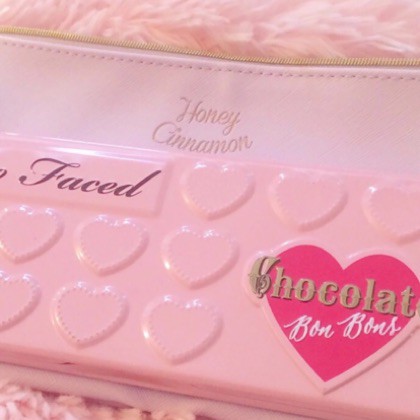 Honey
Cinnamon
o Faced
Chocolat
Bon Bons